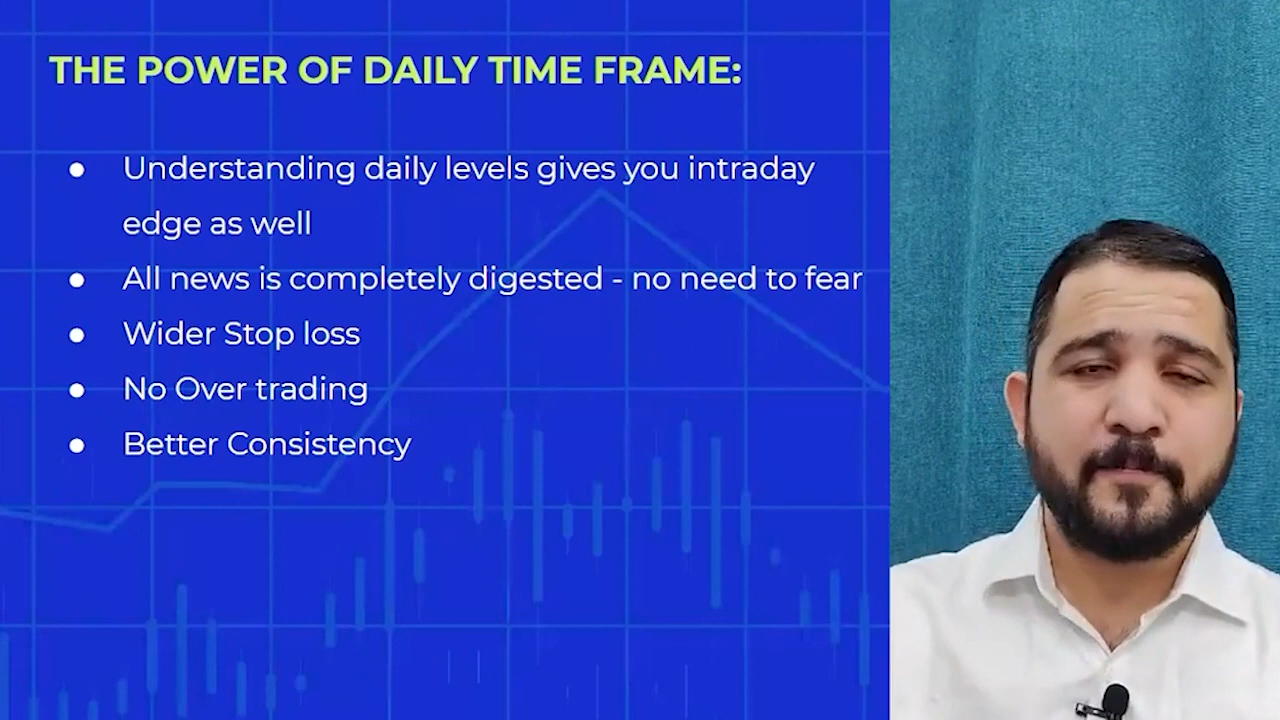 THE POWER OF DAILY TIME FRAME:
● Understanding daily levels gives you intraday
edge as well
● All news is completely digested - no need to fear
● Wider Stop loss
● No Over trading
● Better Consistency